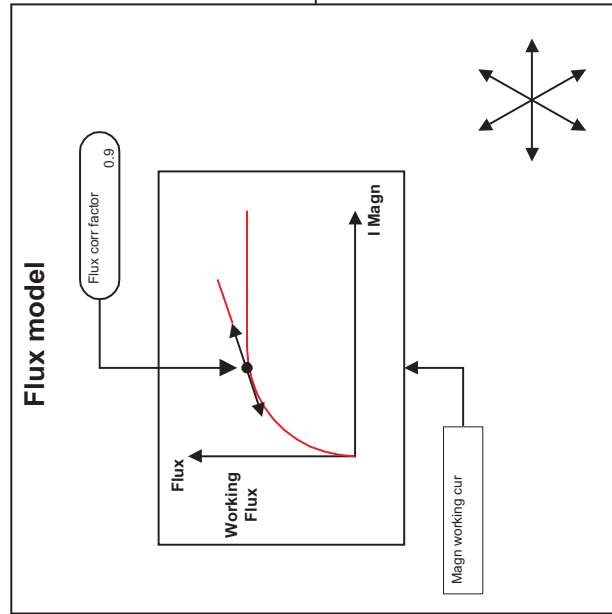 Flux model
Flux corr factor
0.9
Flux
Working
Flux
I Magn
Magn working cur